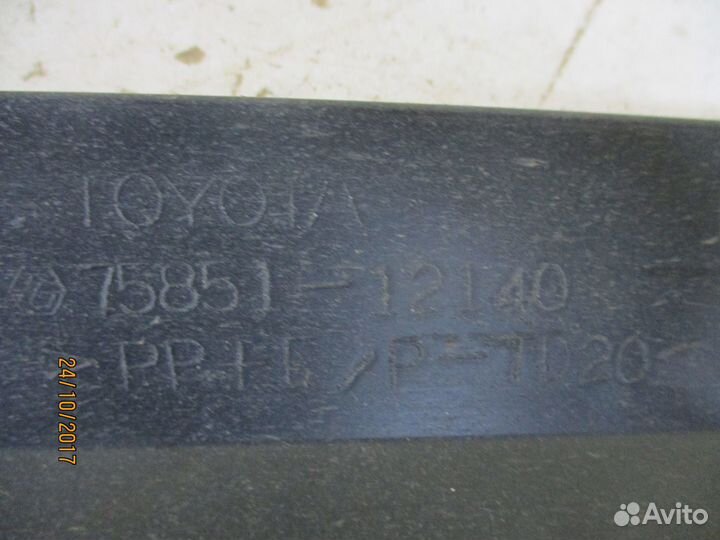 TOYOTA
75851-12140
>PP+E/P-TD20<
24/10/2017
Avito